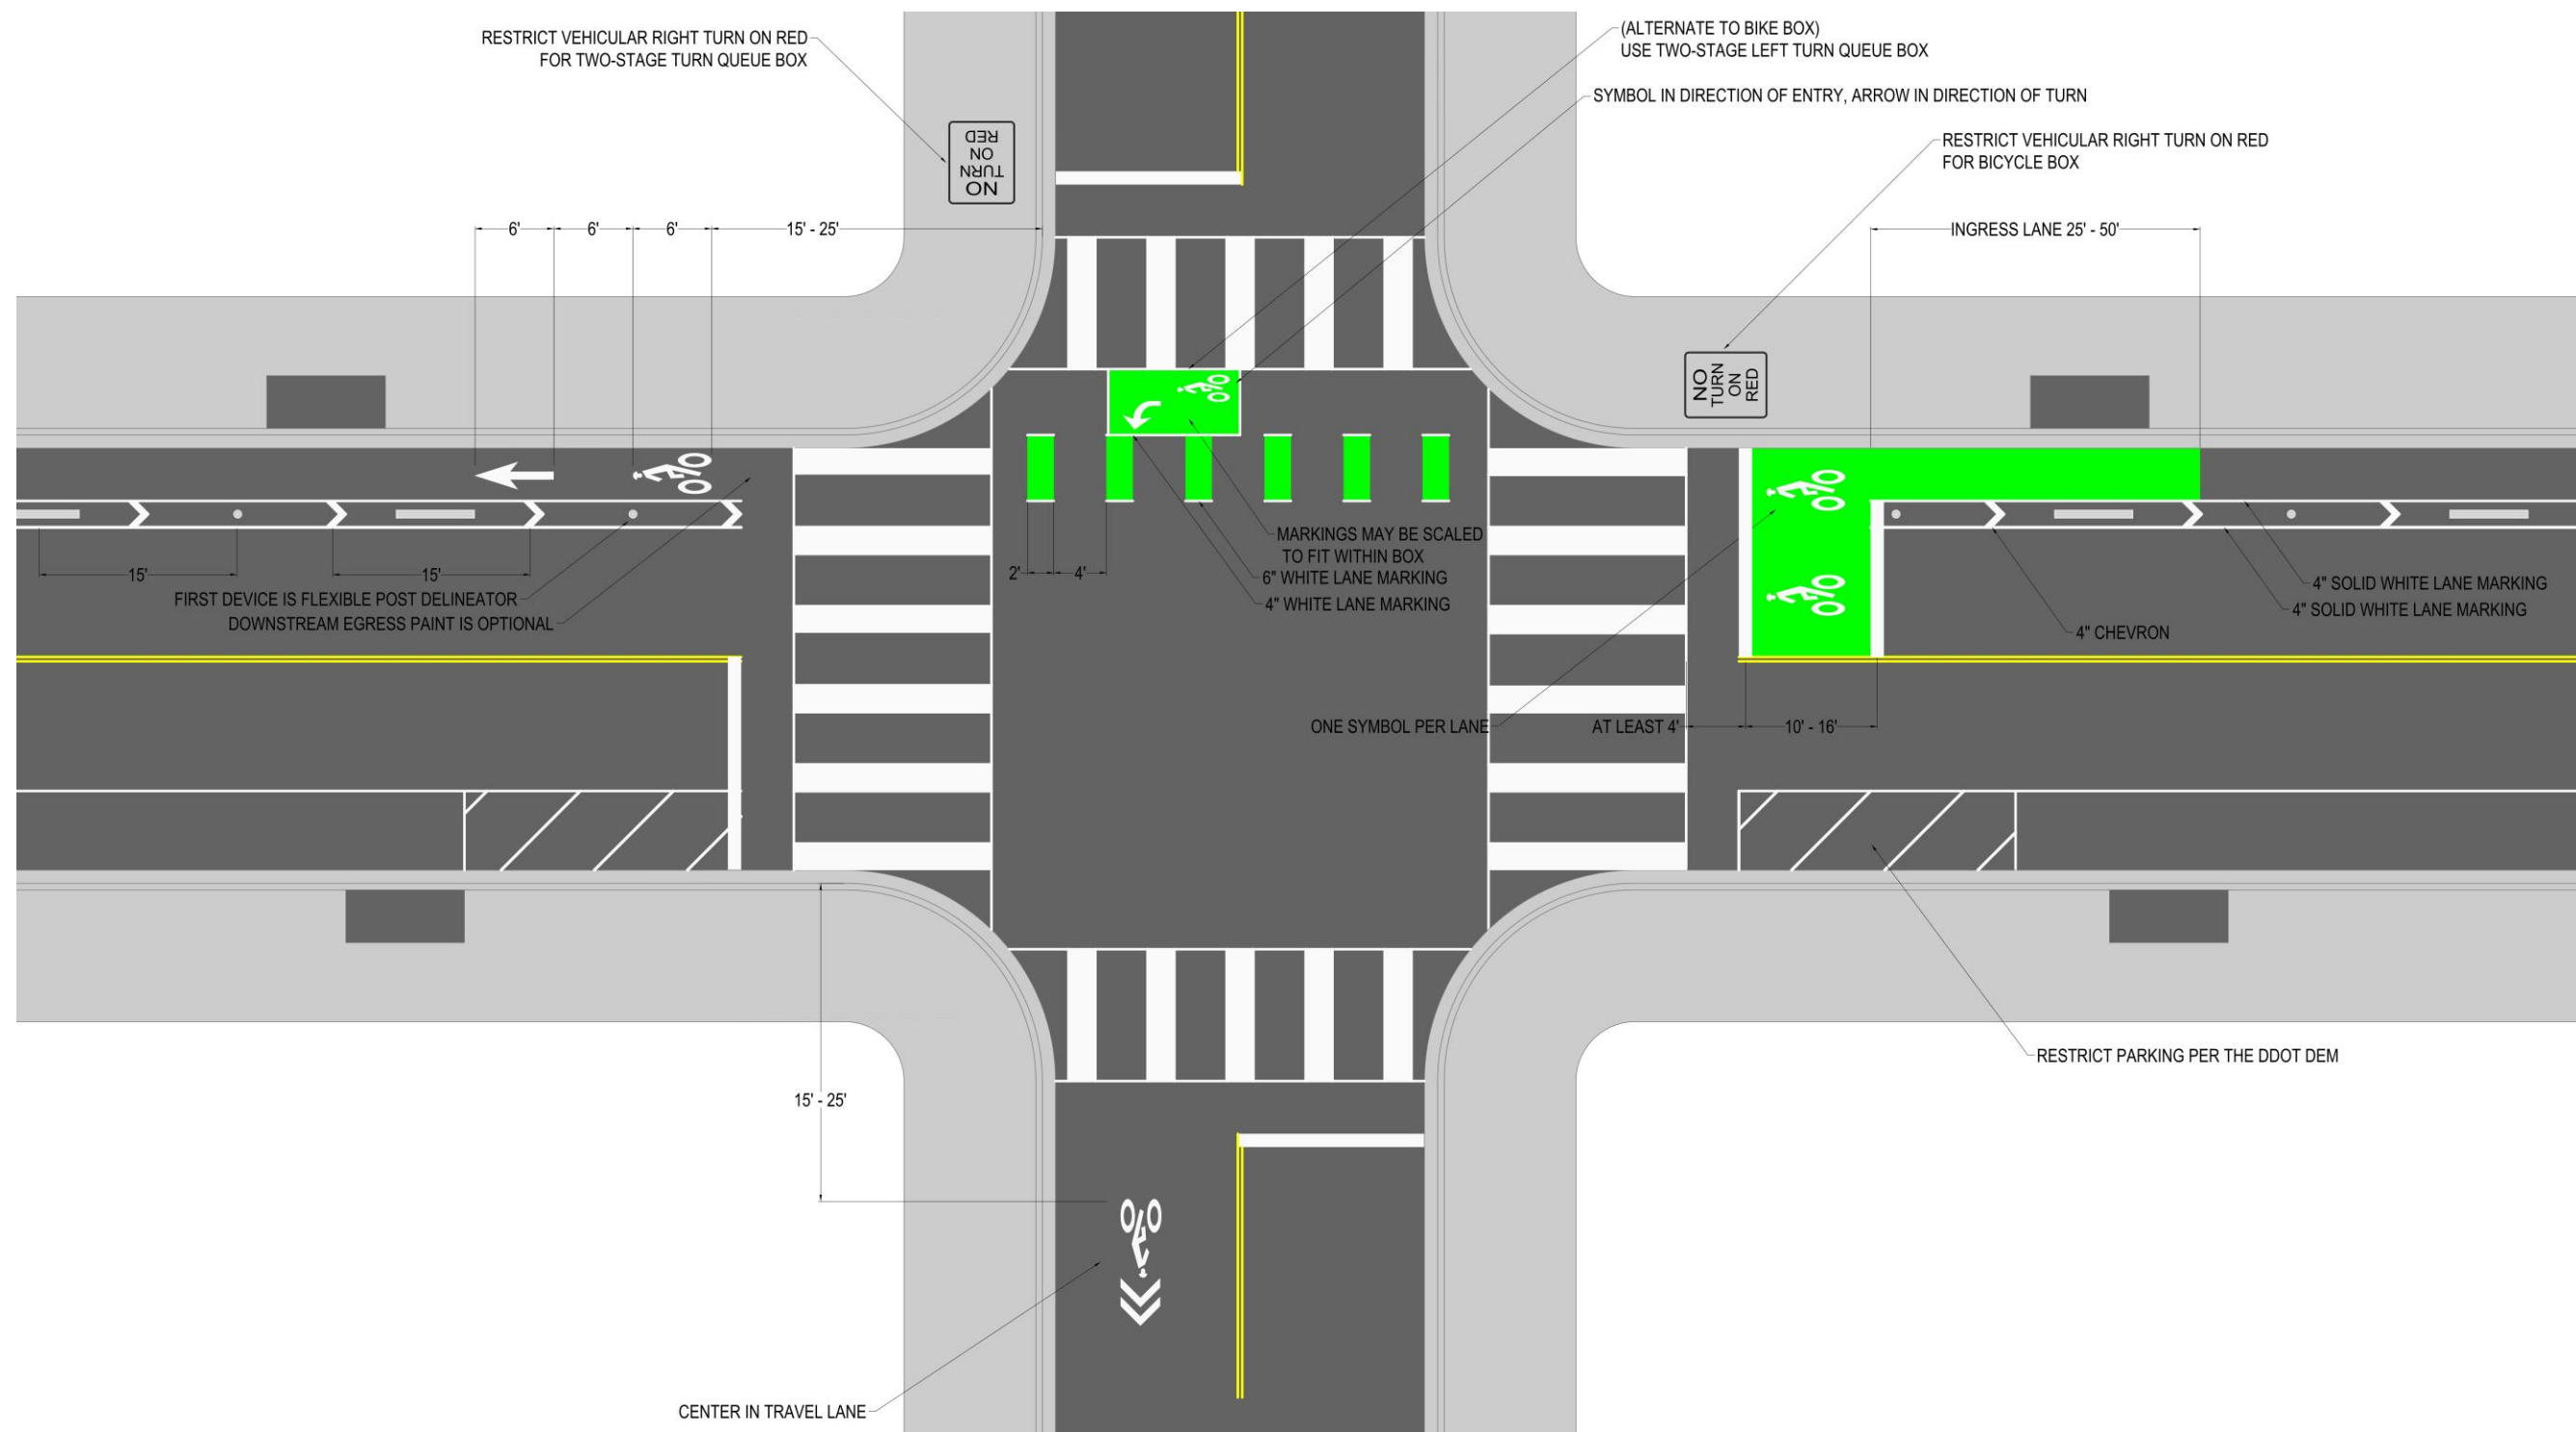 RESTRICT VEHICULAR RIGHT TURN ON RED
FOR TWO-STAGE TURN QUEUE BOX
(ALTERNATE TO BIKE BOX)
USE TWO-STAGE LEFT TURN QUEUE BOX
SYMBOL IN DIRECTION OF ENTRY, ARROW IN DIRECTION OF TURN
RESTRICT VEHICULAR RIGHT TURN ON RED
FOR BICYCLE BOX
NO
TURN
ON
RED
6'
6'
6'
15' - 25'
INGRESS LANE 25' - 50'
NO
TURN
ON
RED
MARKINGS MAY BE SCALED
TO FIT WITHIN BOX
6" WHITE LANE MARKING
4" WHITE LANE MARKING
2'
4'
15'
15'
FIRST DEVICE IS FLEXIBLE POST DELINEATOR
DOWNSTREAM EGRESS PAINT IS OPTIONAL
4" SOLID WHITE LANE MARKING
4" SOLID WHITE LANE MARKING
4" CHEVRON
ONE SYMBOL PER LANE
AT LEAST 4'
10' - 16'
RESTRICT PARKING PER THE DDOT DEM
15' - 25'
CENTER IN TRAVEL LANE